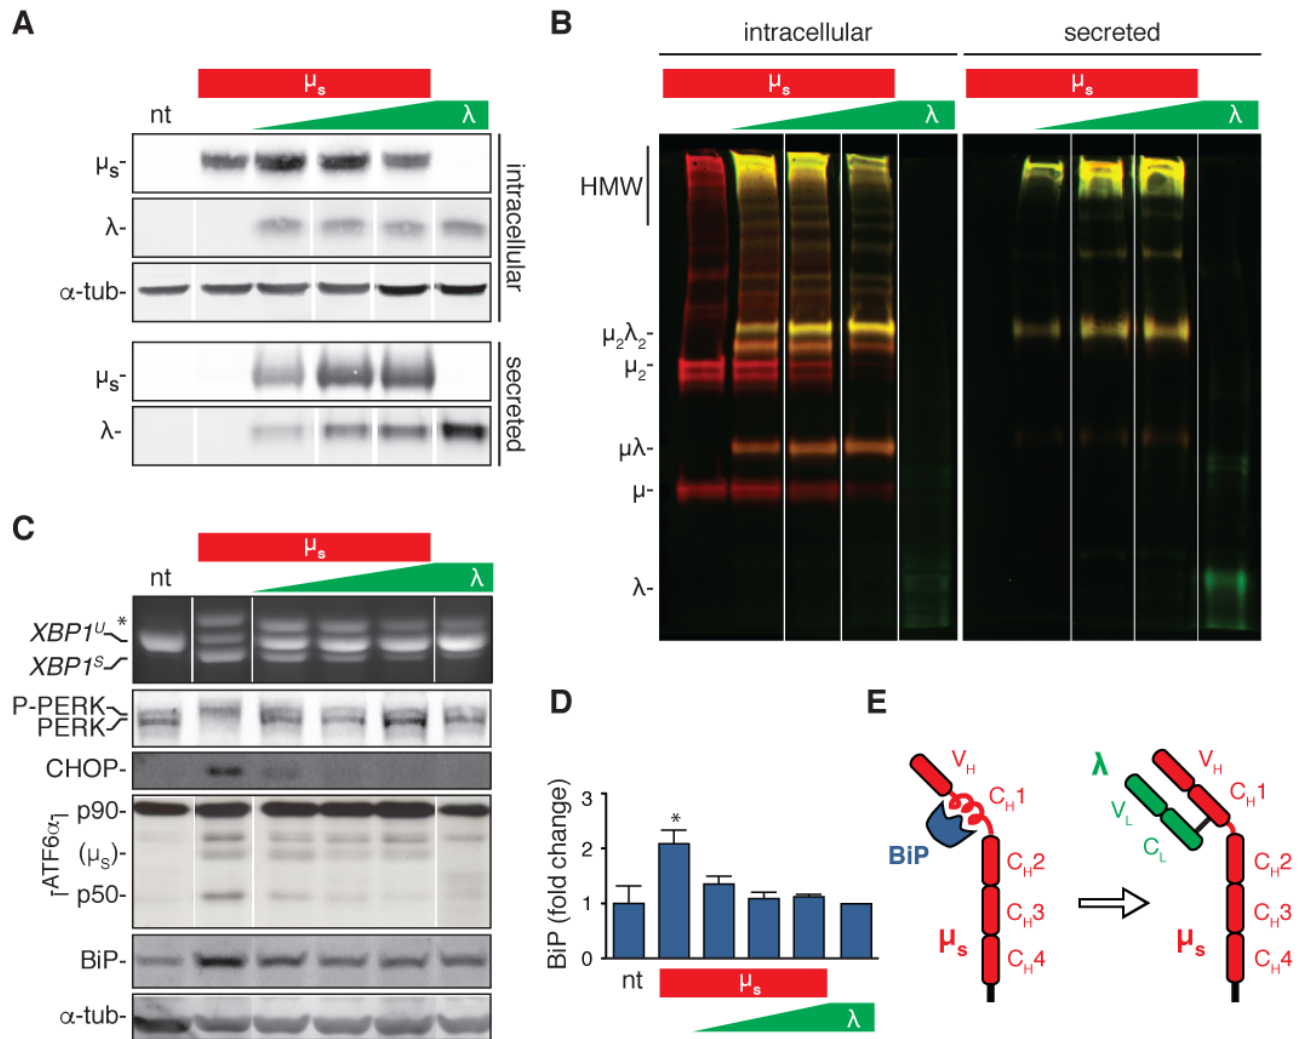 A
μs
nt
λ
μs-
λ-
α-tub-
intracellular
μs-
λ-
secreted
B
intracellular
secreted
μs
μs
λ
λ
HMW
μ2λ2-
μ2-
μλ-
μ-
λ-
C
μs
nt
λ
*
XBP1U
XBP1S
P-PERK
PERK
CHOP-
p90-
rATF6α
(μS)-
p50-
BiP-
α-tub-
D
BiP (fold change)
3
2
1
0
*
nt
μs
λ
E
VH
CH1
BiP
CH2
CH3
CH4
μs
λ
VH
CH1
VL
CL
CH2
CH3
CH4
μs